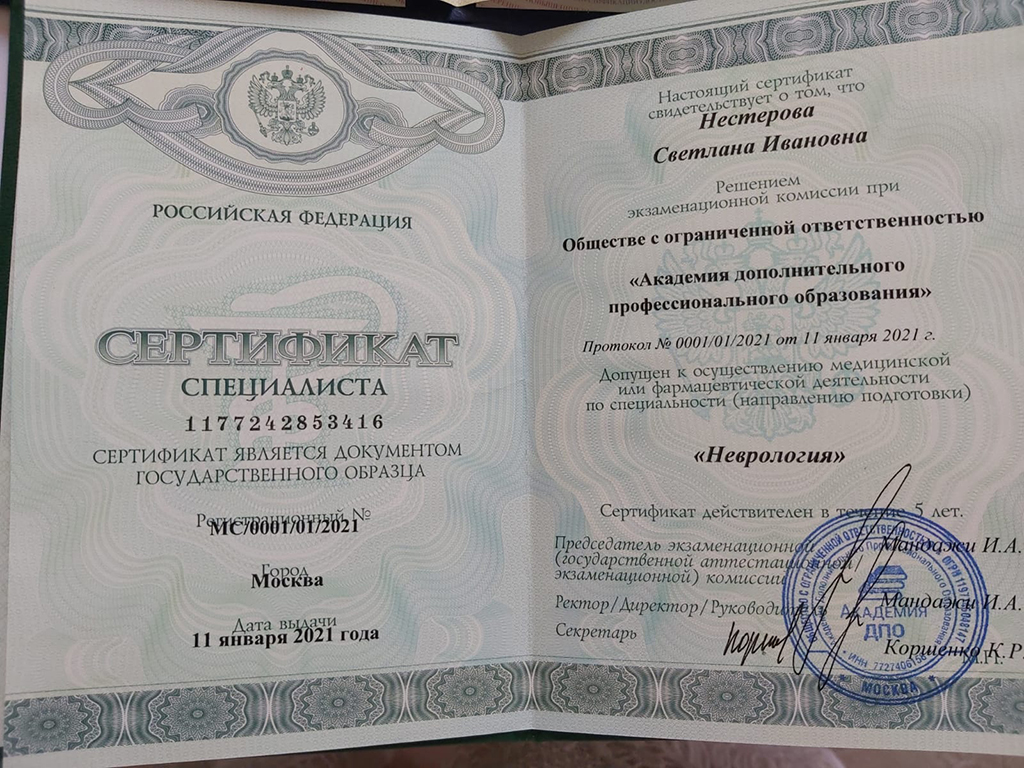 РОССИЙСКАЯ ФЕДЕРАЦИЯ
СЕРТИФИКАТ
СПЕЦИАЛИСТА
1177242853416
СЕРТИФИКАТ ЯВЛЯЕТСЯ ДОКУМЕНТОМ
ГОСУДАРСТВЕННОГО ОБРАЗЦА
Регистрационный №
МС/0001/01/2021
Город
Москва
Дата выдачи
11 января 2021 года
Настоящий сертификат
свидетельствует о том, что
Нестерова
Светлана Ивановна
Решением
экзаменационной комиссии при
Обществе с ограниченной ответственностью
«Академия дополнительного
профессионального образования»
Протокол № 0001/01/2021 от 11 января 2021 г.
Допущен к осуществлению медицинской
или фармацевтической деятельности
по специальности (направлению подготовки)
«Неврология»
Сертификат действителен в течение 5 лет.
Председатель экзаменационной
(государственной аттестационной/
экзаменационной) комиссии
Мандажи И.А.
Ректор/Директор/Руководитель
Мандажи И.А.
Секретарь
Коршенко К.Р.
М.П.
АКАДЕМИЯ
ДПО
МОСКВА